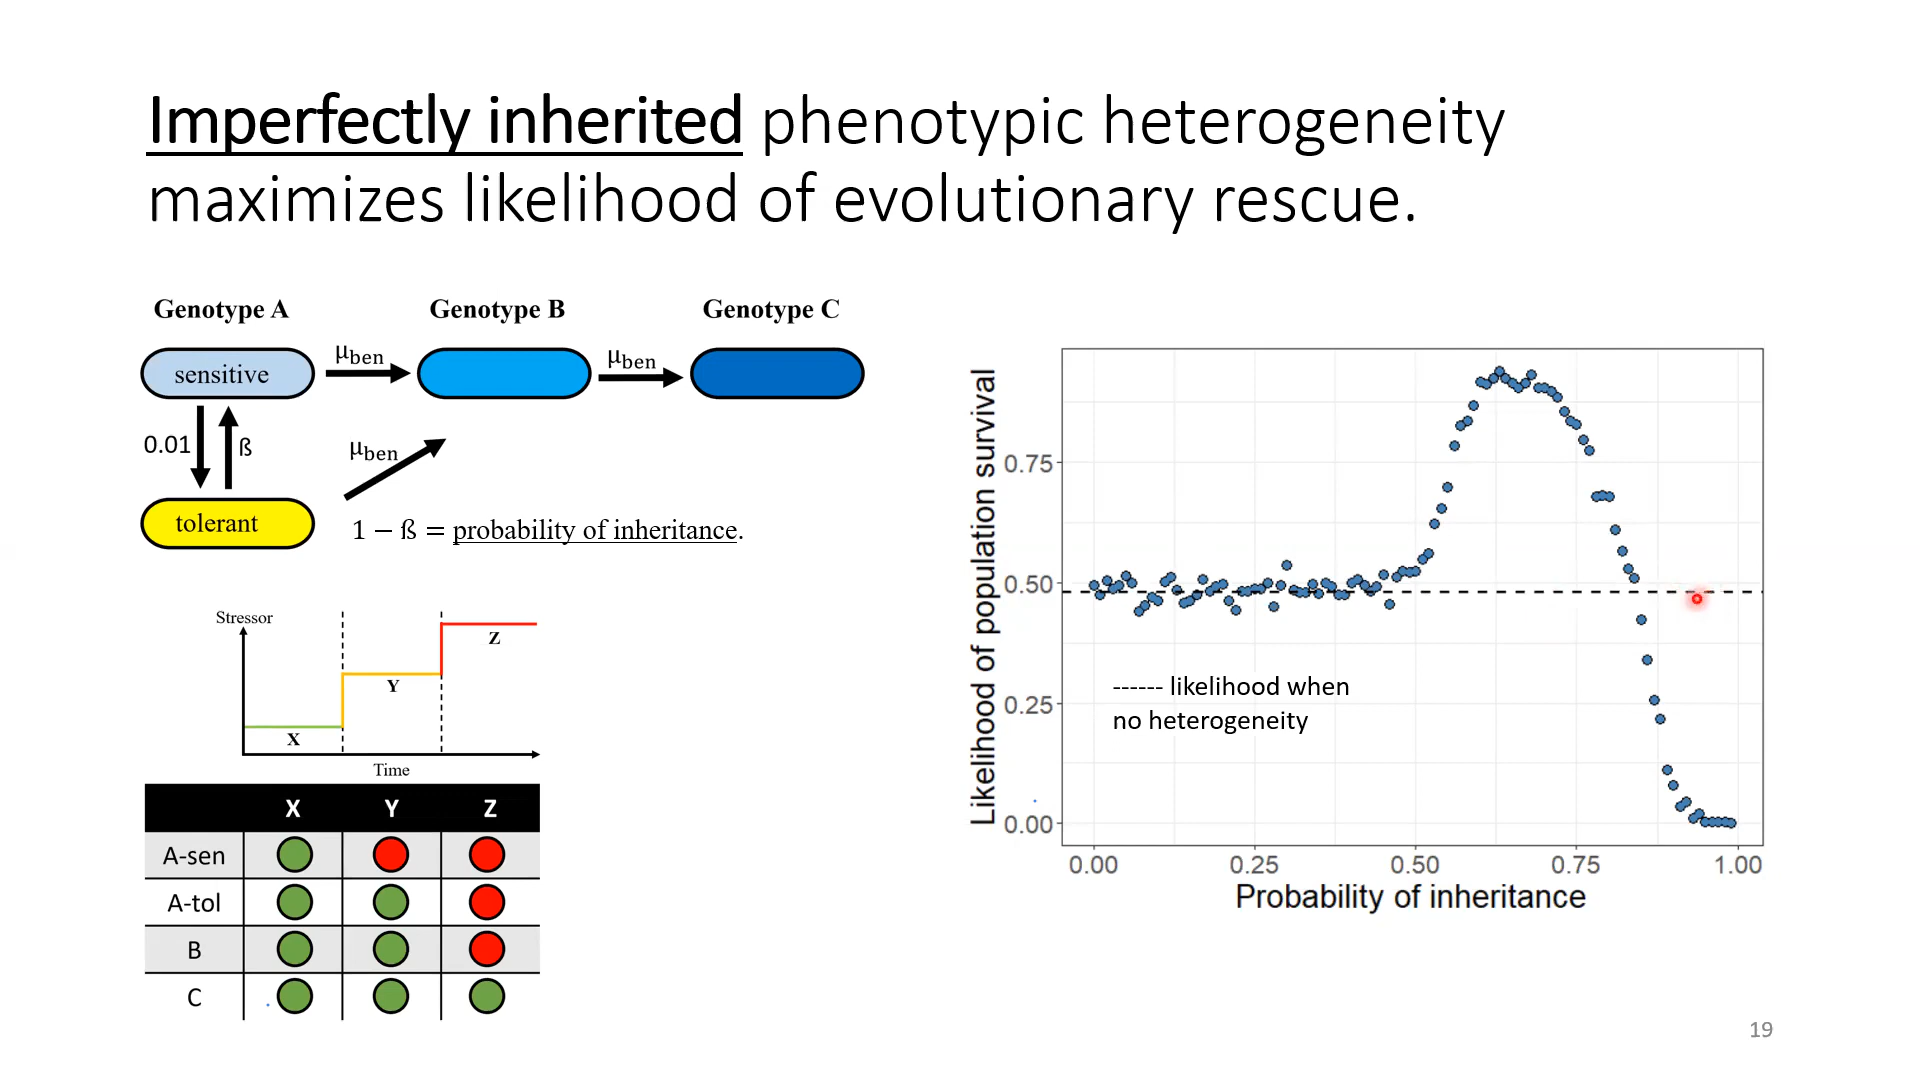 Imperfectly inherited phenotypic heterogeneity
maximizes likelihood of evolutionary rescue.
Genotype A
Genotype B
Genotype C
sensitive
μben
μben
0.01
ß
μben
tolerant
1 − ß = probability of inheritance.
Stressor
X
Y
Z
Time
X Y Z
A-sen
A-tol
B
C
Likelihood of population survival
0.75
0.50
0.25
0.00
------ likelihood when
no heterogeneity
0.00 0.25 0.50 0.75 1.00
Probability of inheritance
19